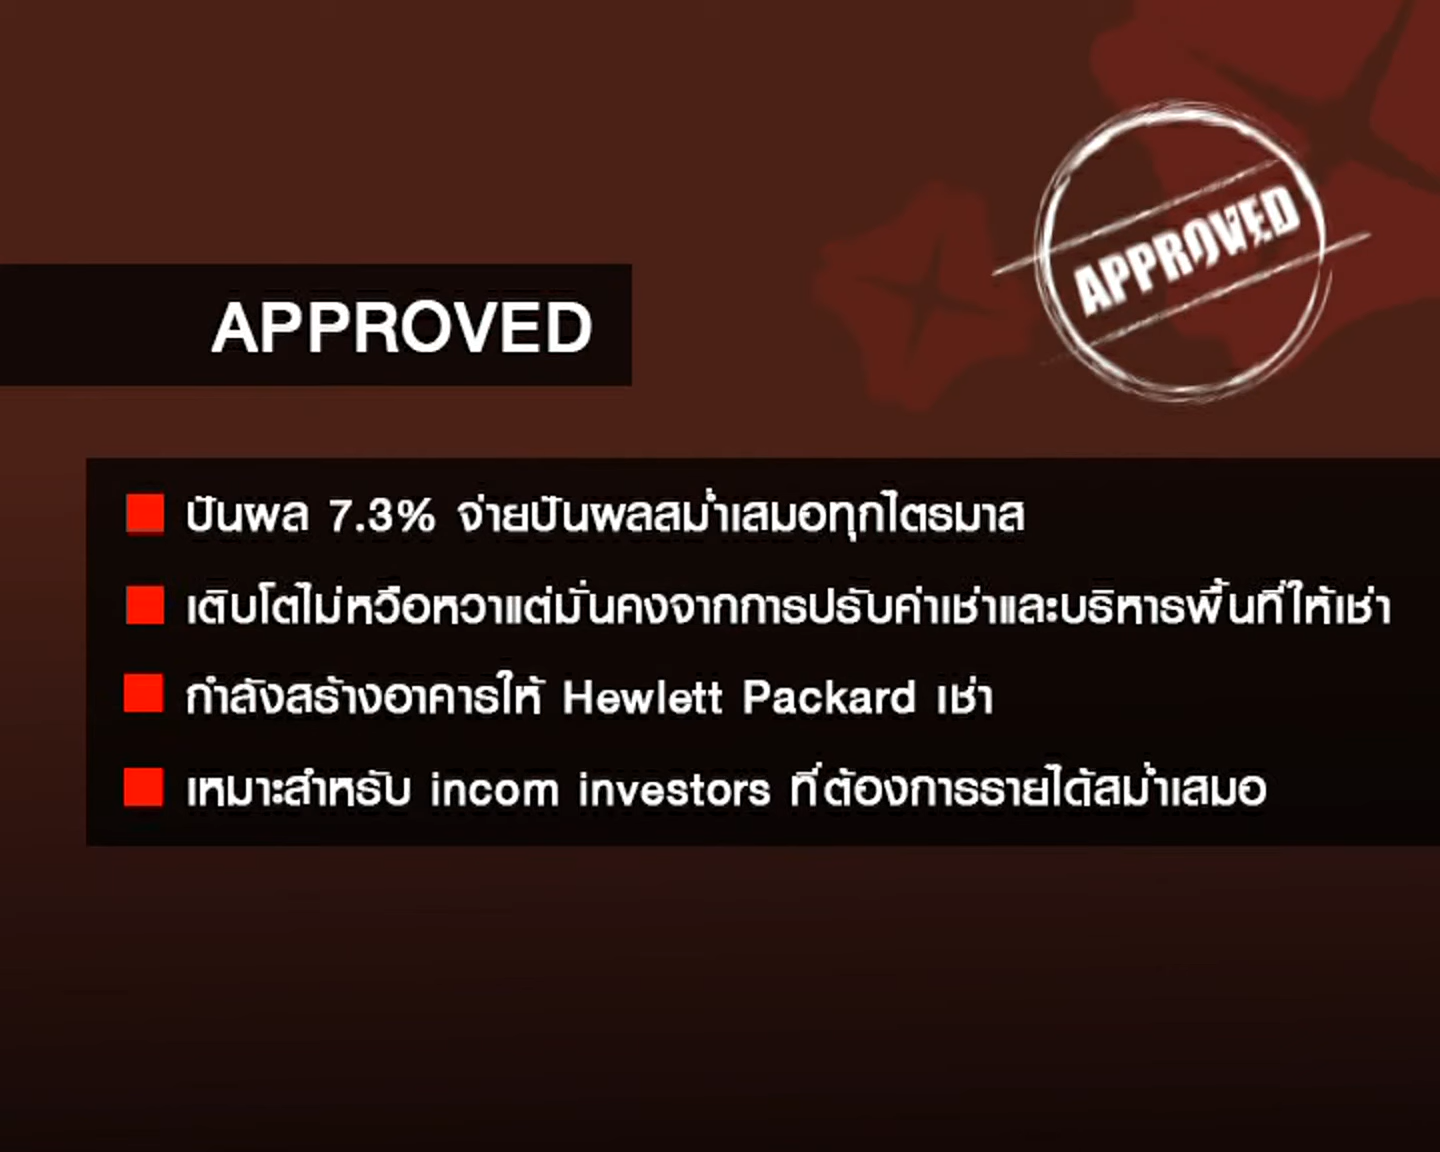 APPROVED
APPROVED
ปันผล 7.3% จ่ายปันผลสม่ำเสมอทุกไตรมาส
เติบโตไม่หวือหวาแต่มั่นคงจากการปรับค่าเช่าและบริหารพื้นที่ให้เช่า
กำลังสร้างอาคารให้ Hewlett Packard เช่า
เหมาะสำหรับ incom investors ที่ต้องการรายได้สม่ำเสมอ